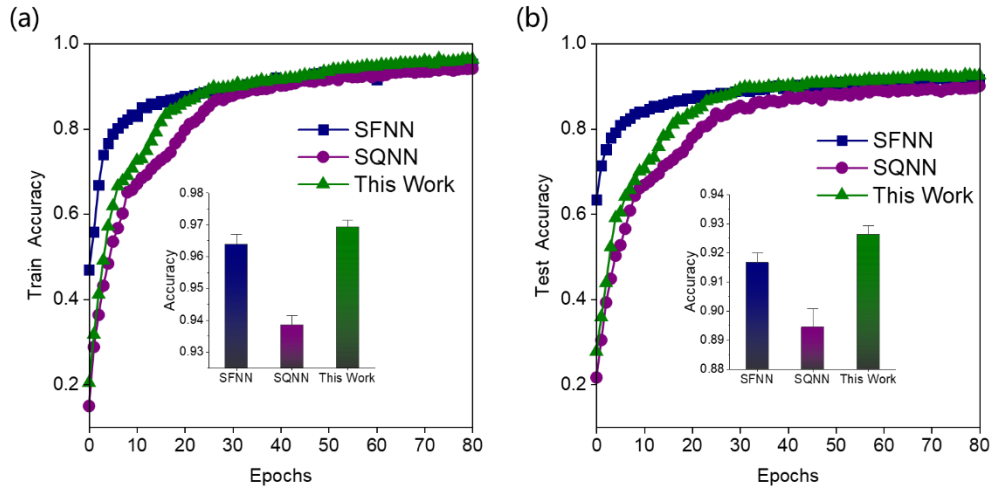 (a)
1.0
0.8
0.6
0.4
0.2
Train Accuracy
0 10 20 30 40 50 60 70 80
Epochs
SFNN
SQNN
This Work
0.98
0.97
0.96
0.95
0.94
0.93
Accuracy
SFNN SQNN This Work
(b)
1.0
0.8
0.6
0.4
0.2
Test Accuracy
0 10 20 30 40 50 60 70 80
Epochs
SFNN
SQNN
This Work
0.94
0.93
0.92
0.91
0.90
0.89
0.88
Accuracy
SFNN SQNN This Work